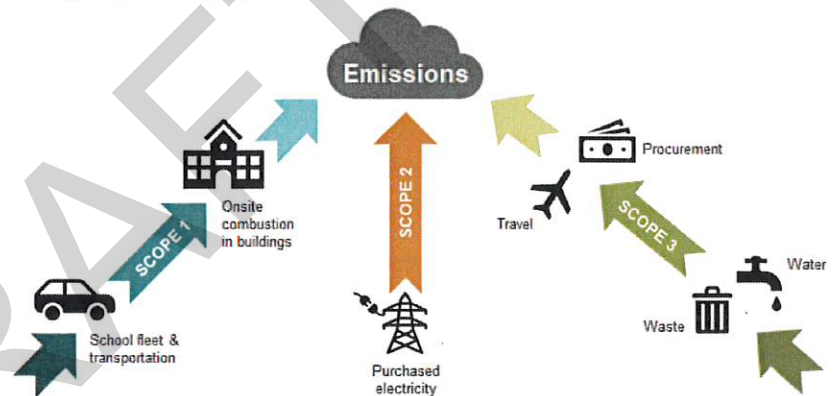 Emissions
Procurement
Travel
SCOPE 2
SCOPE 3
Onsite
combustion
in buildings
SCOPE 1
Water
Waste
School fleet &
transportation
Purchased
electricity